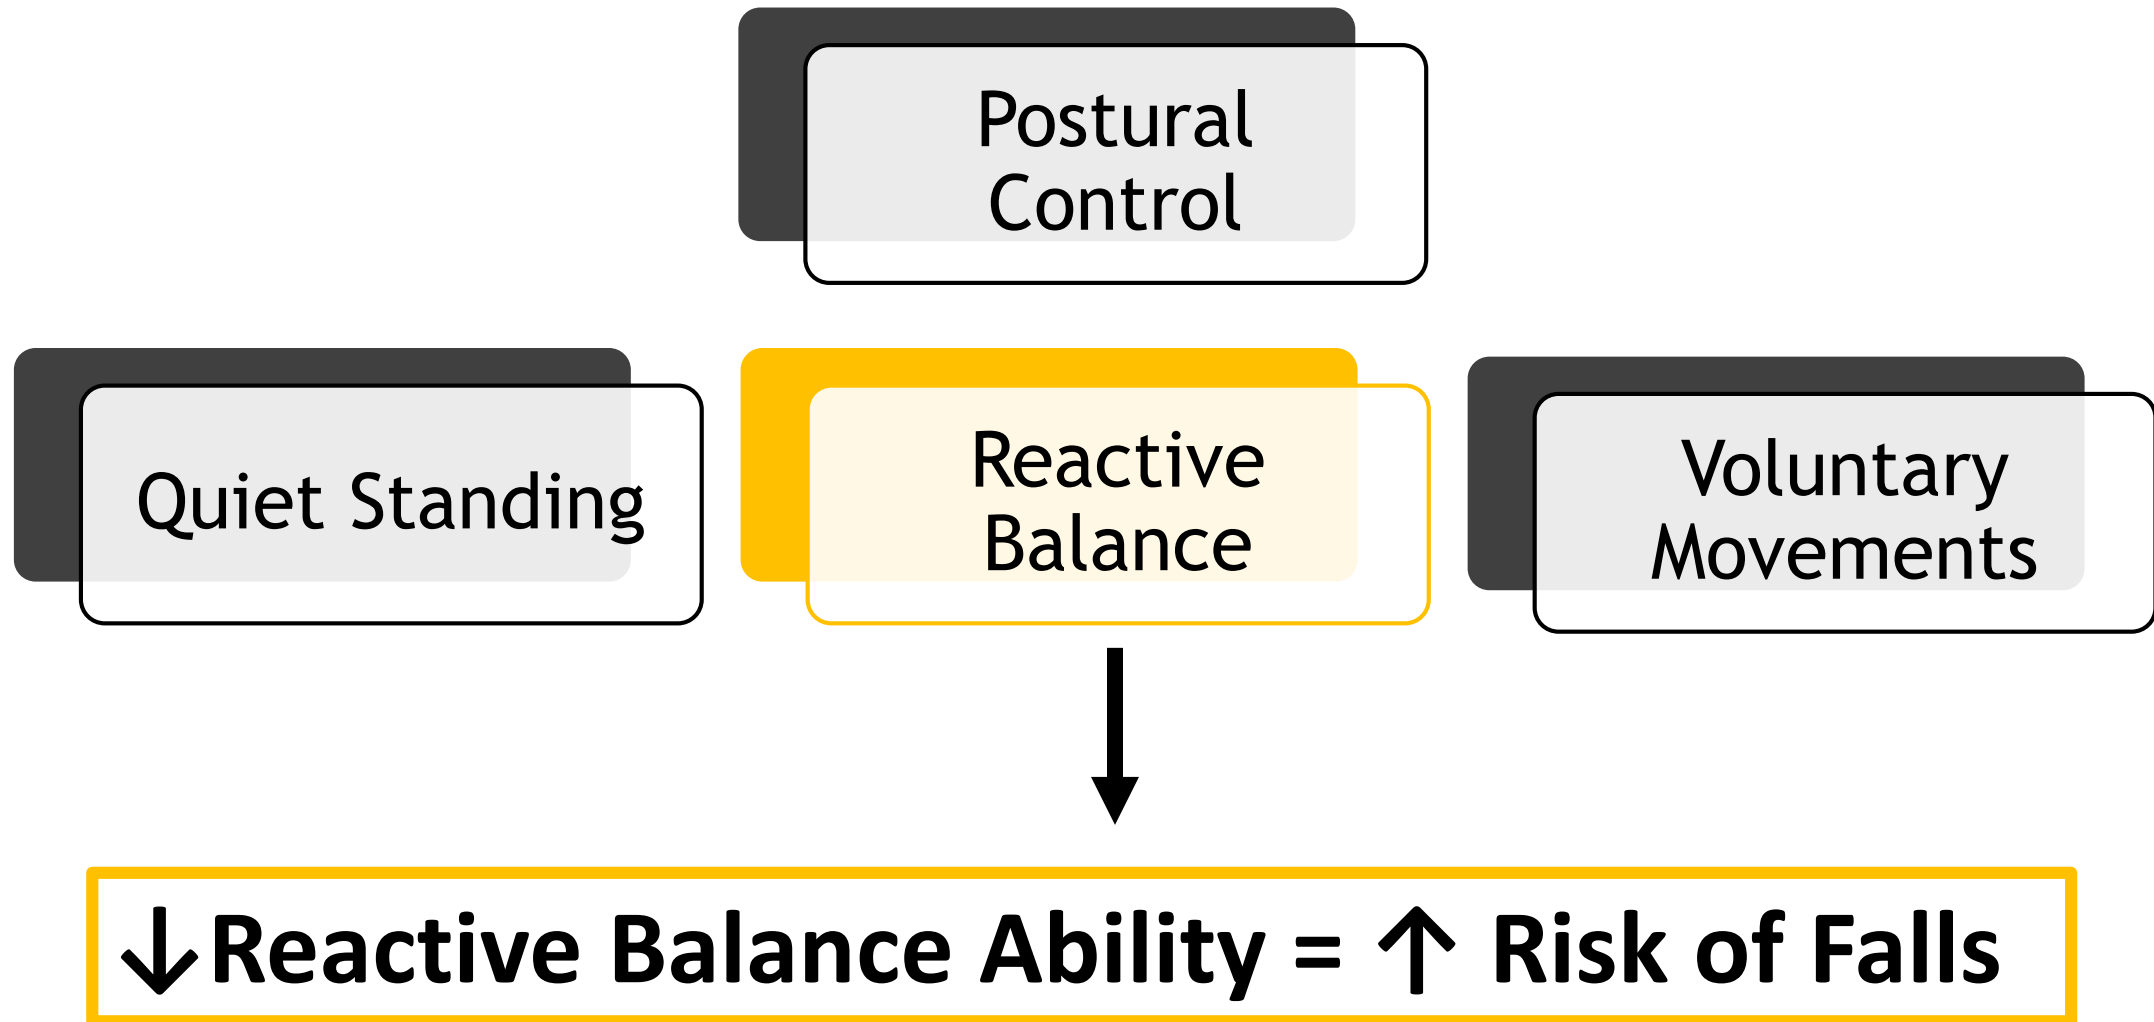 Postural
Control
Quiet Standing
Reactive
Balance
Voluntary
Movements
↓Reactive Balance Ability = ↑ Risk of Falls